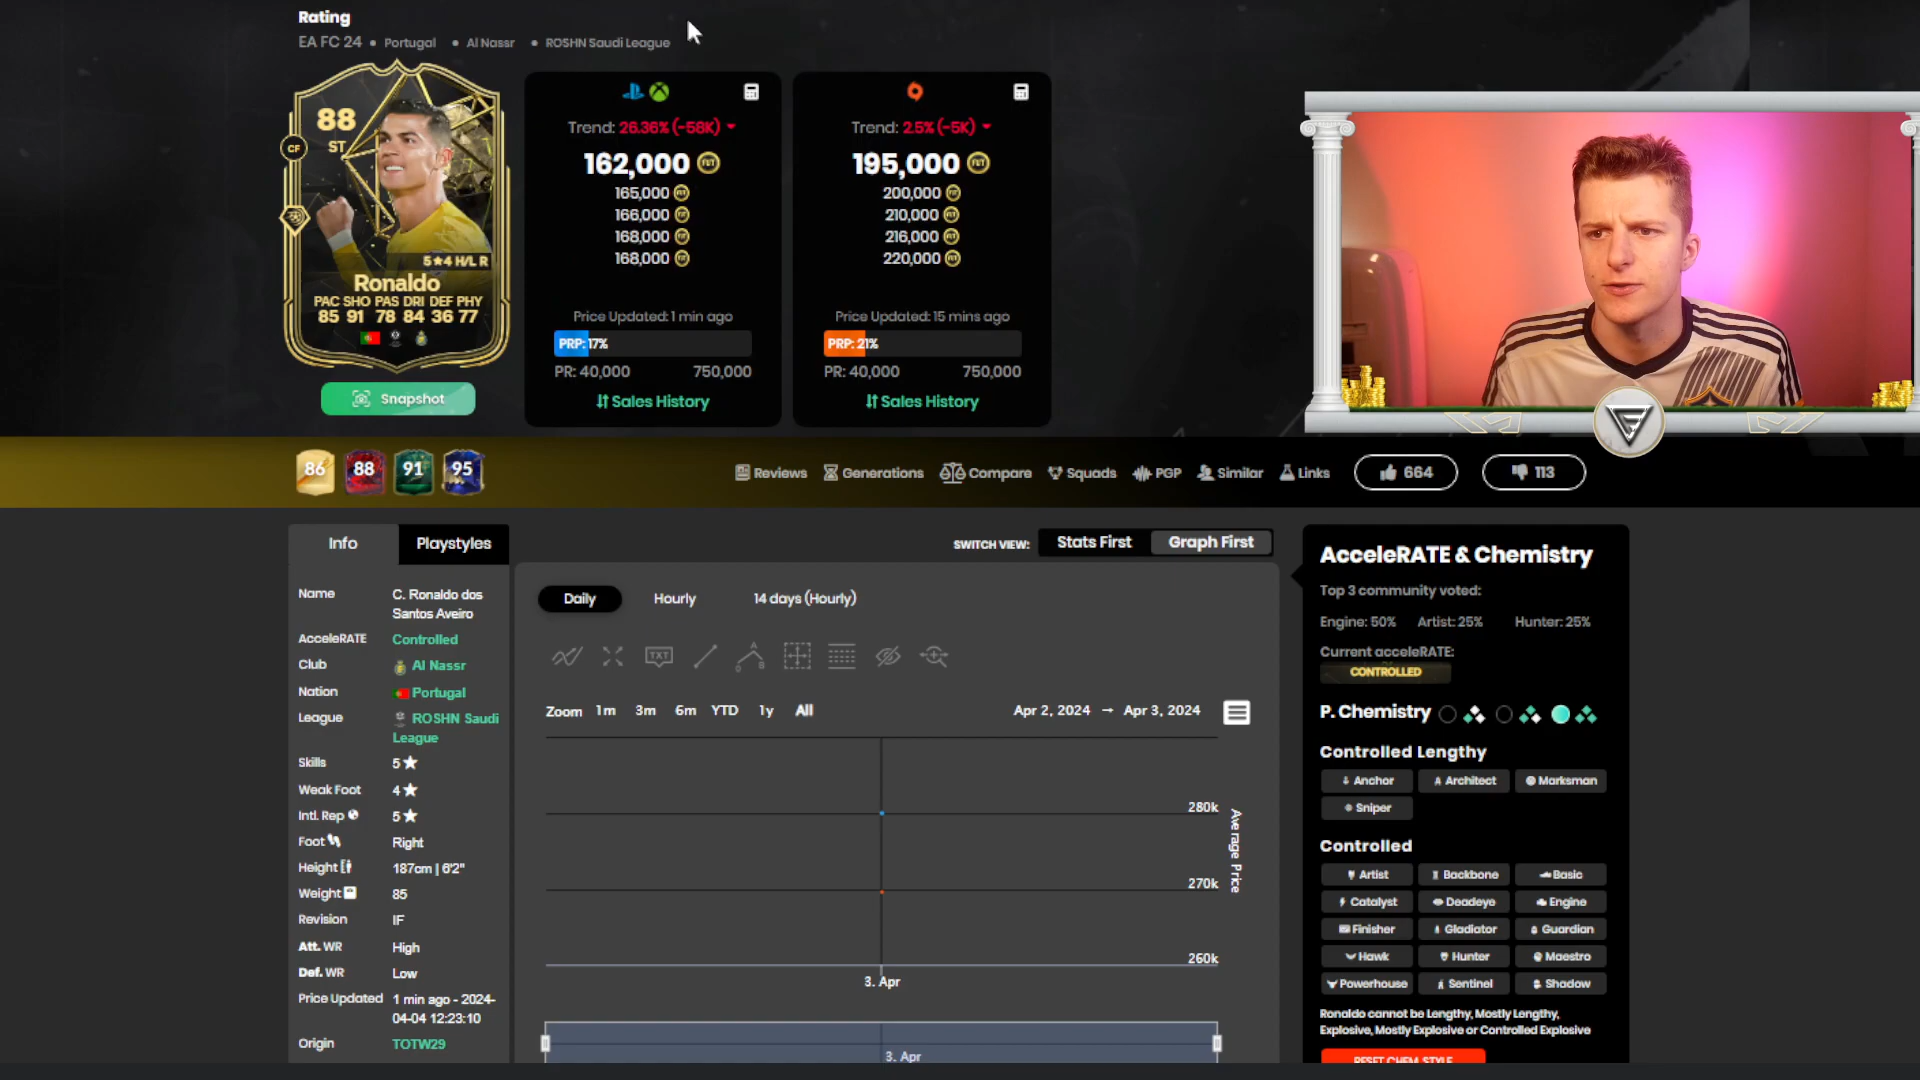 Rating
EA FC 24 • Portugal • Al Nassr • ROSHN Saudi League
88
ST
CF
5★4 H/L R
Ronaldo
PAC SHO PAS DRI DEF PHY
85 91 78 84 36 77
Snapshot
Trend: 26.36% (-58K)
162,000
165,000
166,000
168,000
168,000
Price Updated: 1 min ago
PRP: 17%
PR: 40,000 750,000
Sales History
Trend: 2.5% (-5K)
195,000
200,000
210,000
216,000
220,000
Price Updated: 15 mins ago
PRP: 21%
PR: 40,000 750,000
Sales History
86 88 91 95
Reviews Generations Compare Squads PGP Similar Links 664 113
Info Playstyles
Name C. Ronaldo dos
Santos Aveiro
AcceleRATE Controlled
Club Al Nassr
Nation Portugal
League ROSHN Saudi
League
Skills 5★
Weak Foot 4★
Intl. Rep 5★
Foot Right
Height 187cm | 6'2"
Weight 85
Revision IF
Att. WR High
Def. WR Low
Price Updated 1 min ago - 2024-
04-04 12:23:10
Origin TOTW29
SWITCH VIEW: Stats First Graph First
Daily Hourly 14 days (Hourly)
TXT
Zoom 1m 3m 6m YTD 1y All Apr 2, 2024 → Apr 3, 2024
280k
270k
260k
Average Price
3. Apr
3. Apr
AcceleRATE & Chemistry
Top 3 community voted:
Engine: 50% Artist: 25% Hunter: 25%
Current acceleRATE:
CONTROLLED
P. Chemistry
Controlled Lengthy
Anchor Architect Marksman
Sniper
Controlled
Artist Backbone Basic
Catalyst Deadeye Engine
Finisher Gladiator Guardian
Hawk Hunter Maestro
Powerhouse Sentinel Shadow
Ronaldo cannot be Lengthy, Mostly Lengthy,
Explosive, Mostly Explosive or Controlled Explosive
RESET CHEM STYLE